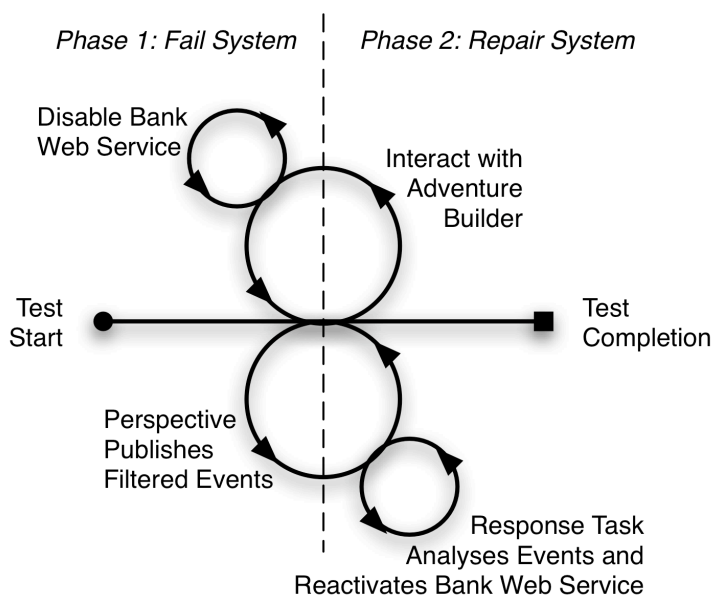 Phase 1: Fail System
Phase 2: Repair System
Disable Bank
Web Service
Interact with
Adventure
Builder
Test
Start
Test
Completion
Perspective
Publishes
Filtered Events
Response Task
Analyses Events and
Reactivates Bank Web Service